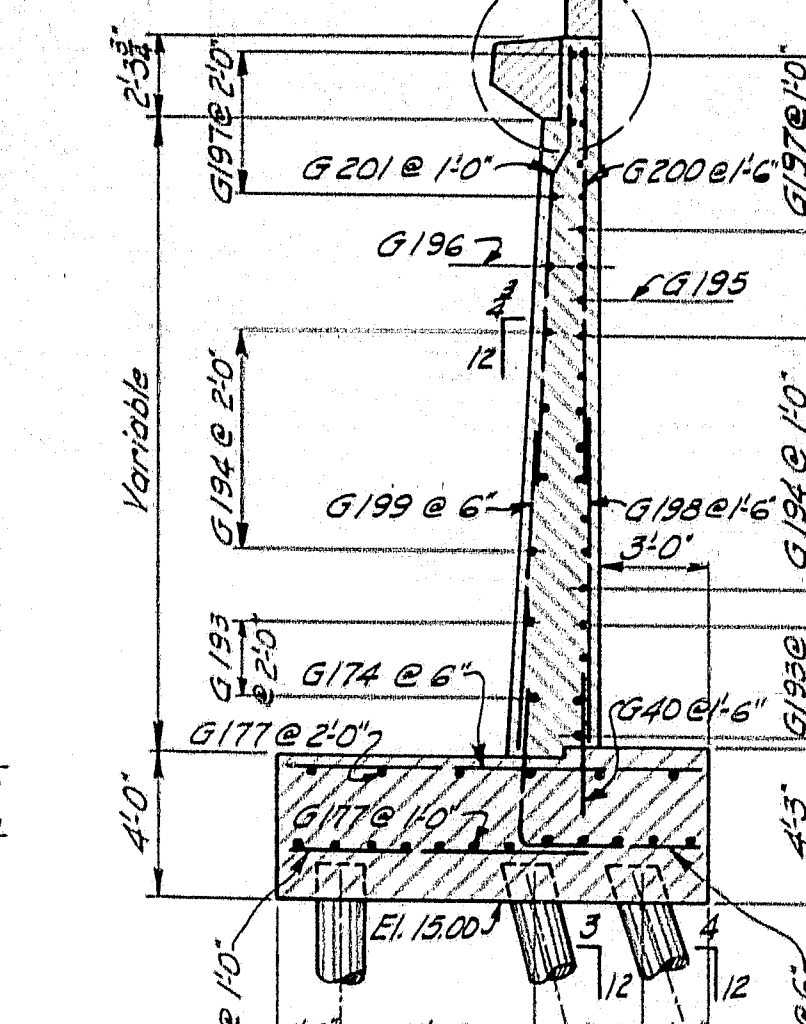 2'-3¾"
G197@ 2'-0"
G197@ 1'-0"
G201 @ 1'-0"
G200@1'-6"
G196
G195
3/4
12
Variable
G194 @ 2'-0"
G194 @ 1'-0"
G199 @ 6"
G198@1'-6"
3'-0"
G193
@ 2'-0"
G193@
G174 @ 6"
G40@1'-6"
G177@ 2'-0"
4'-0"
G177@ 1'-0"
4'-3"
El. 15.00
3
12
4
12
@ 1'-0"
@ 6"